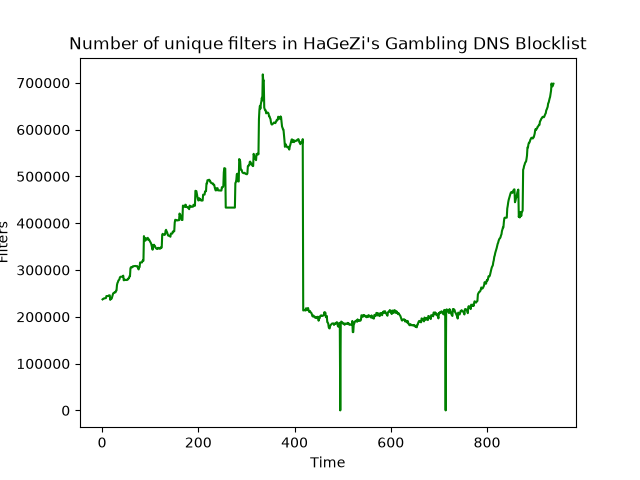 Number of unique filters in HaGeZi's Gambling DNS Blocklist
700000
600000
500000
400000
300000
200000
100000
0
Filters
0 200 400 600 800
Time